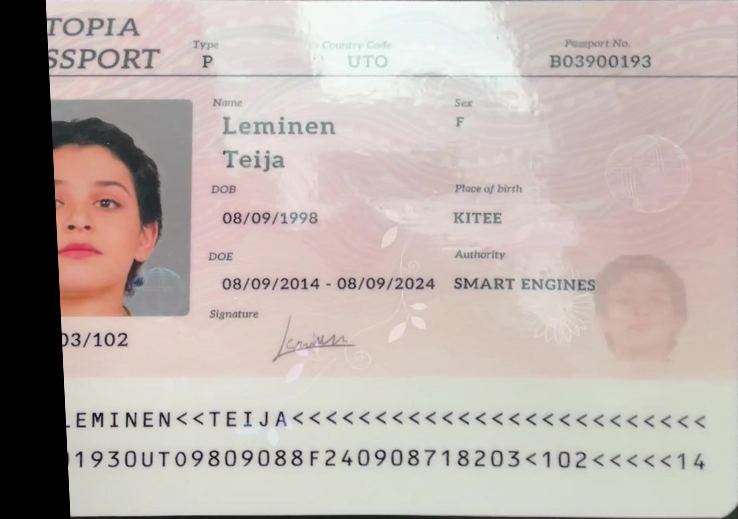 TOPIA
SSPORT
Type
P
Country Code
UTO
Passport No.
B03900193
Name
Leminen
Teija
Sex
F
DOB
08/09/1998
Place of birth
KITEE
DOE
08/09/2014 - 08/09/2024
Authority
SMART ENGINES
Signature
Leminen
03/102
LEMINEN<<TEIJA<<<<<<<<<<<<<<<<<<<<<<<<<
01930UTO9809088F240908718203<102<<<<<14